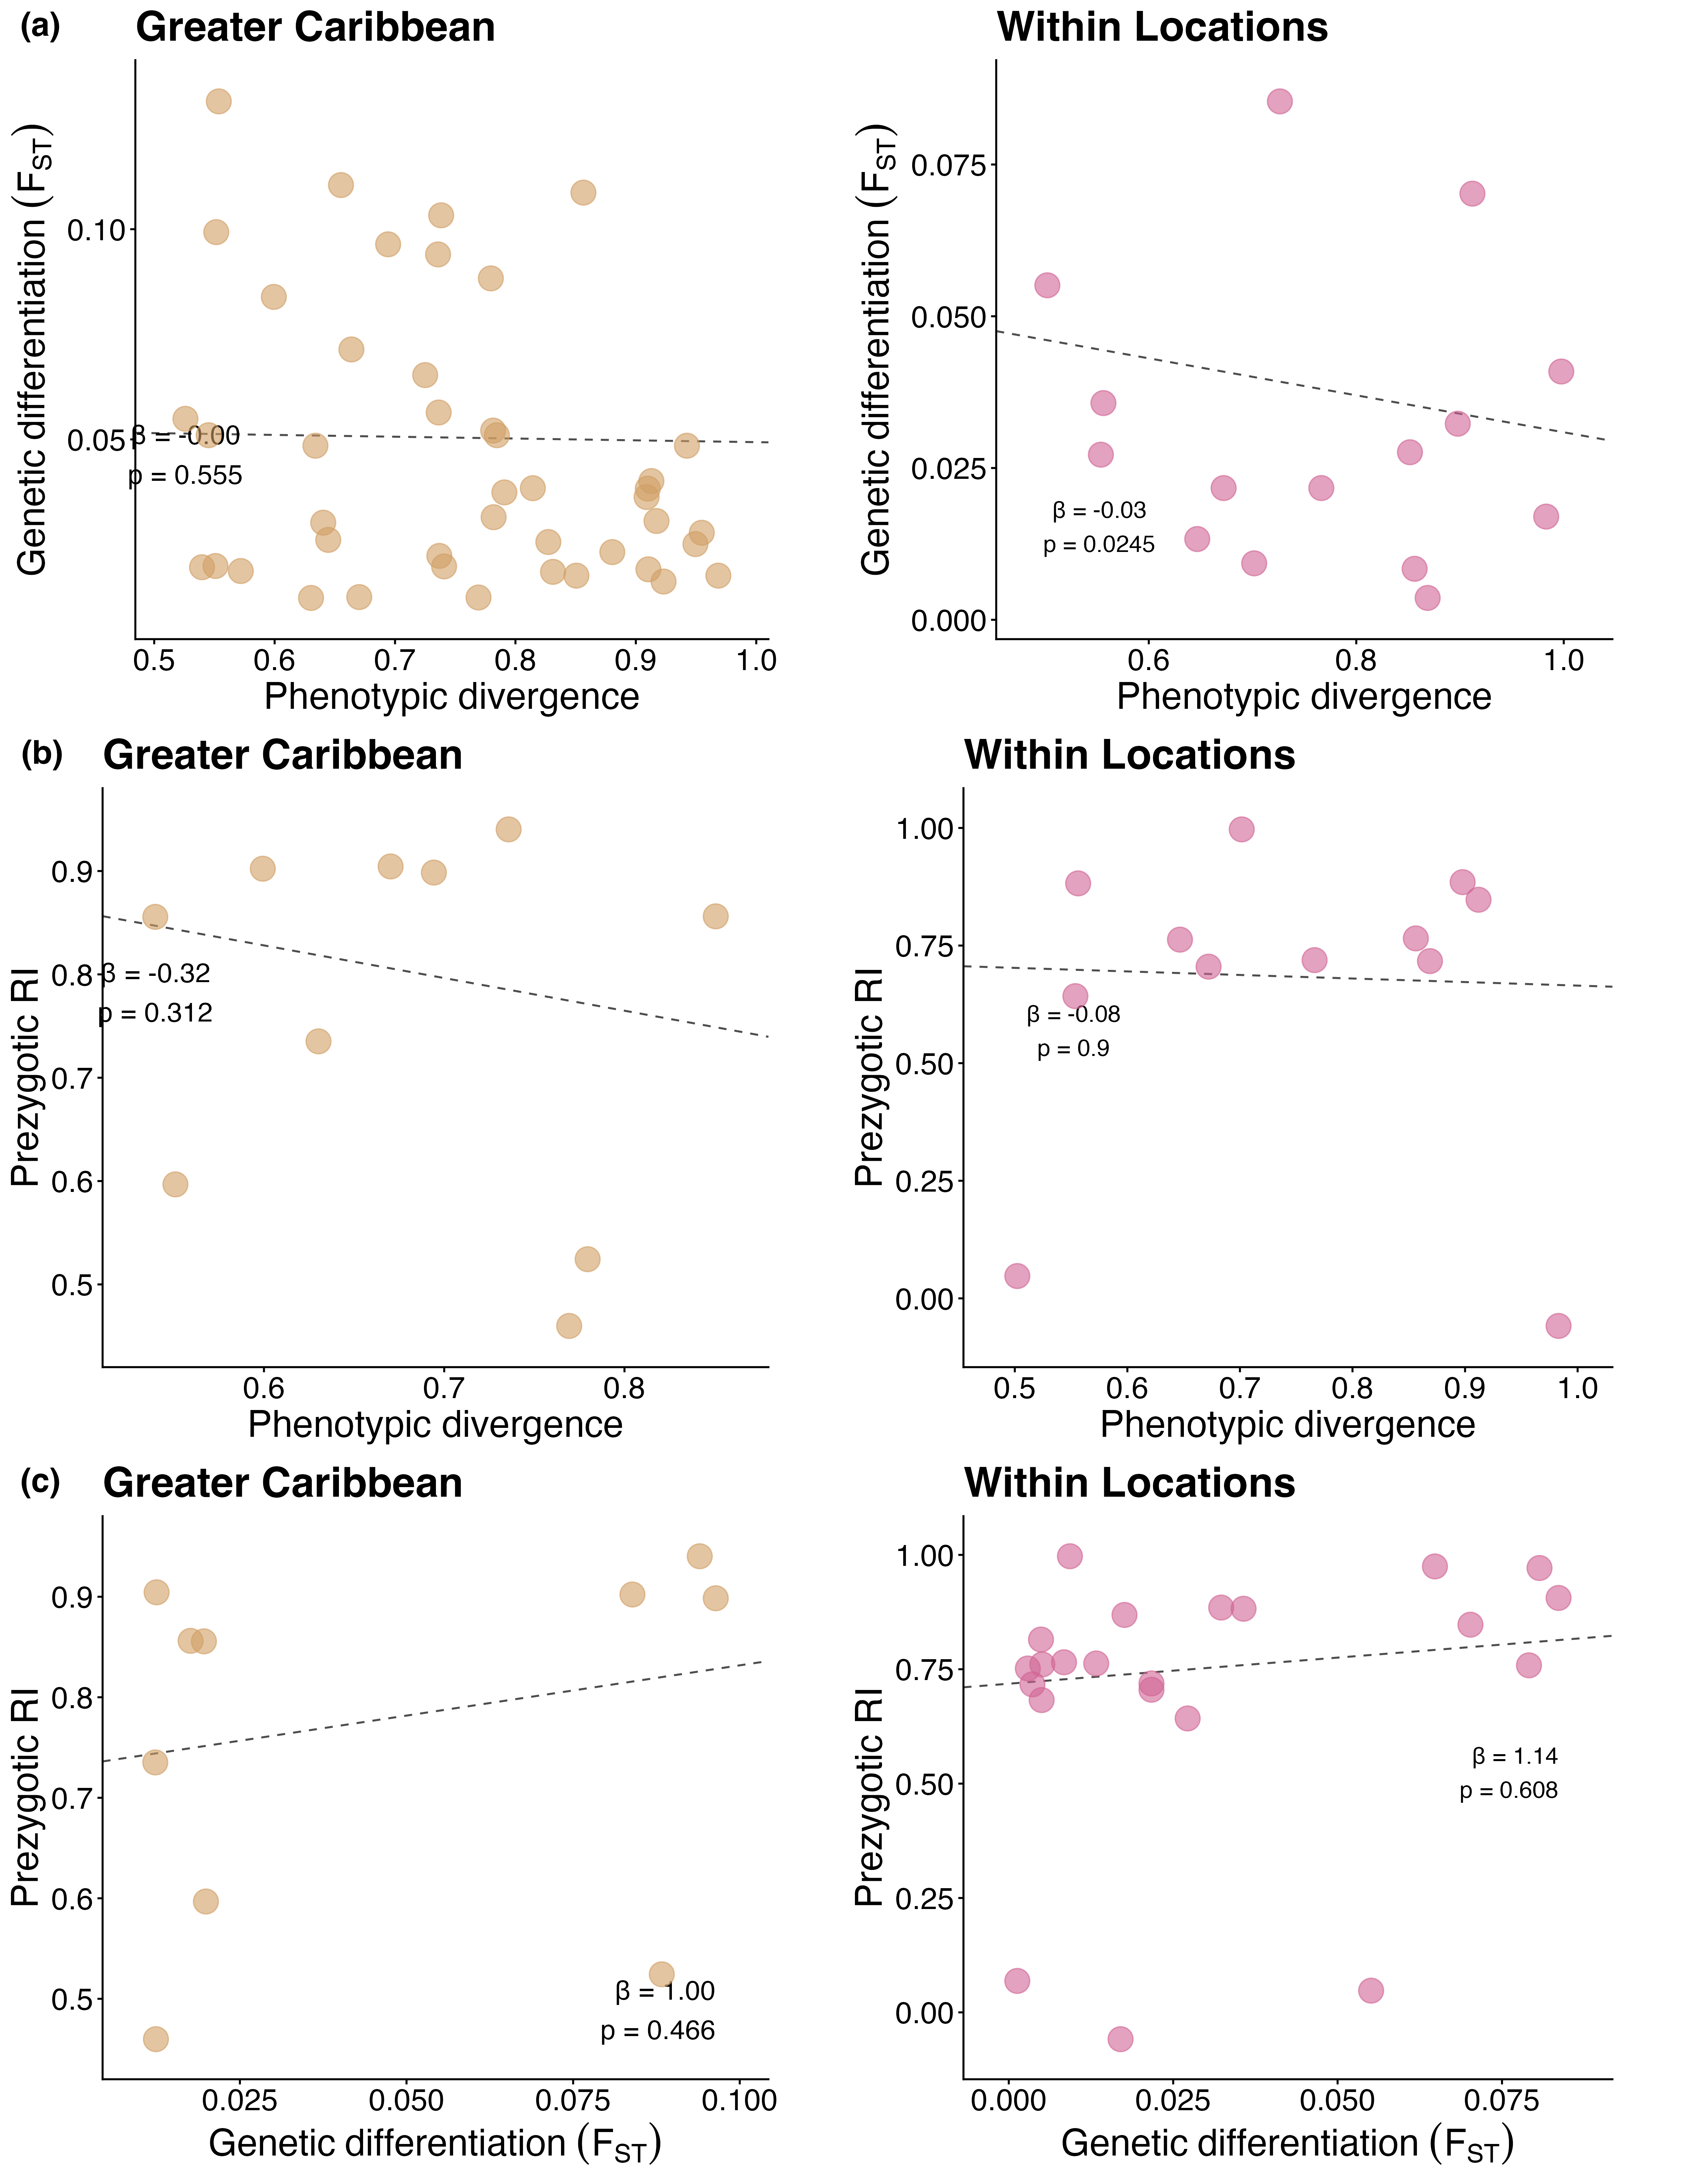 (a)
Greater Caribbean
Genetic differentiation (FST)
0.10
0.05
β = -0.00
p = 0.555
0.5 0.6 0.7 0.8 0.9 1.0
Phenotypic divergence
Within Locations
Genetic differentiation (FST)
0.075
0.050
0.025
0.000
β = -0.03
p = 0.0245
0.6 0.8 1.0
Phenotypic divergence
(b)
Greater Caribbean
Prezygotic RI
0.9
0.8
0.7
0.6
0.5
β = -0.32
p = 0.312
0.6 0.7 0.8
Phenotypic divergence
Within Locations
Prezygotic RI
1.00
0.75
0.50
0.25
0.00
β = -0.08
p = 0.9
0.5 0.6 0.7 0.8 0.9 1.0
Phenotypic divergence
(c)
Greater Caribbean
Prezygotic RI
0.9
0.8
0.7
0.6
0.5
β = 1.00
p = 0.466
0.025 0.050 0.075 0.100
Genetic differentiation (FST)
Within Locations
Prezygotic RI
1.00
0.75
0.50
0.25
0.00
β = 1.14
p = 0.608
0.000 0.025 0.050 0.075
Genetic differentiation (FST)